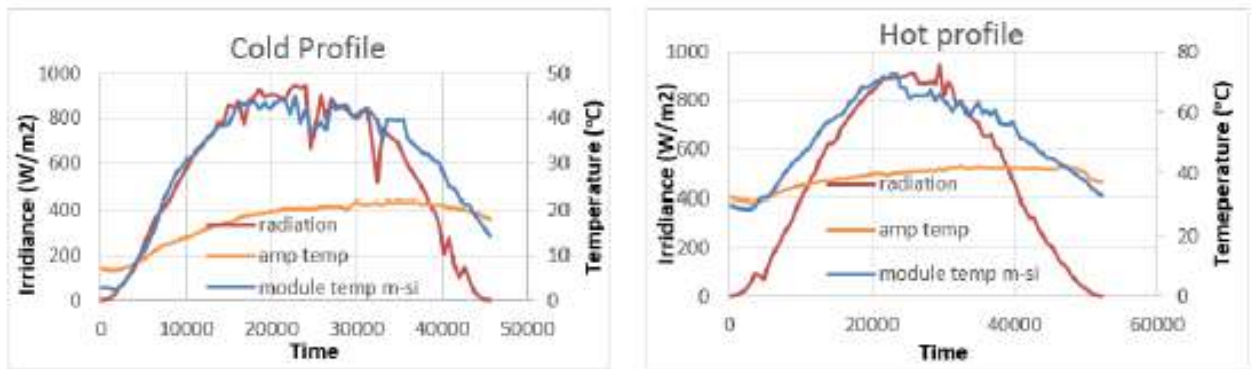 Cold Profile
1000
800
600
400
200
0
50
40
30
20
10
0
0
10000
20000
30000
40000
50000
Irridiance (W/m2)
Temperature (°C)
Time
radiation
amp temp
module temp m-si
Hot profile
1000
800
600
400
200
0
80
60
40
20
0
0
20000
40000
60000
Irridiance (W/m2)
Temeperature (°C)
Time
radiation
amp temp
module temp m-si